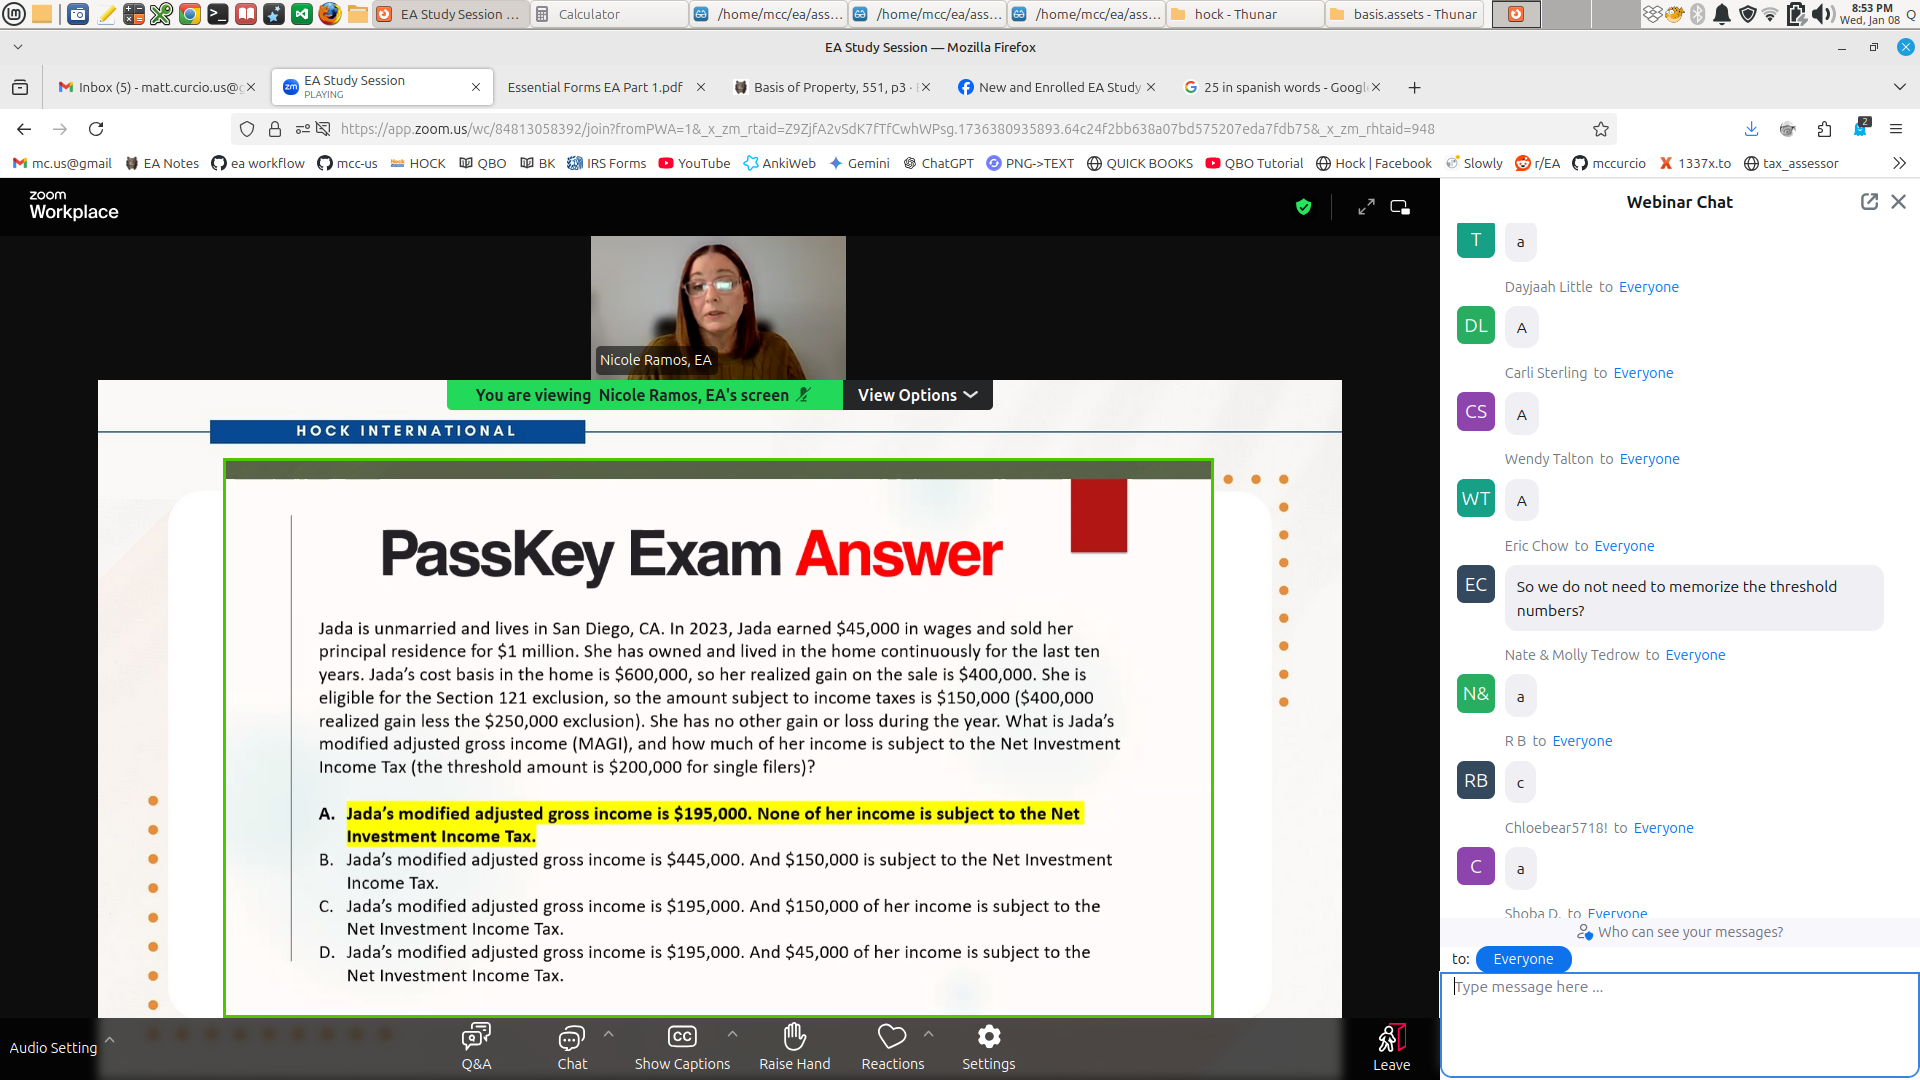 EA Study Session ...
Calculator
/home/mcc/ea/ass...
/home/mcc/ea/ass...
/home/mcc/ea/ass...
hock - Thunar
basis.assets - Thunar
8:53 PM
Wed, Jan 08
EA Study Session — Mozilla Firefox
Inbox (5) - matt.curcio.us@g
EA Study Session
PLAYING
Essential Forms EA Part 1.pdf
Basis of Property, 551, p3 ·
New and Enrolled EA Study
25 in spanish words - Googl
https://app.zoom.us/wc/84813058392/join?fromPWA=1&_x_zm_rtaid=Z9ZjfA2vSdK7fTfCwhWPsg.1736380935893.64c24f2bb638a07bd575207eda7fdb75&_x_zm_rhtaid=948
2
mc.us@gmail
EA Notes
ea workflow
mcc-us
HOCK
QBO
BK
IRS Forms
YouTube
AnkiWeb
Gemini
ChatGPT
PNG->TEXT
QUICK BOOKS
QBO Tutorial
Hock | Facebook
Slowly
r/EA
mccurcio
1337x.to
tax_assessor
zoom
Workplace
Nicole Ramos, EA
You are viewing Nicole Ramos, EA's screen
View Options
HOCK INTERNATIONAL
PassKey Exam Answer
Jada is unmarried and lives in San Diego, CA. In 2023, Jada earned $45,000 in wages and sold her
principal residence for $1 million. She has owned and lived in the home continuously for the last ten
years. Jada's cost basis in the home is $600,000, so her realized gain on the sale is $400,000. She is
eligible for the Section 121 exclusion, so the amount subject to income taxes is $150,000 ($400,000
realized gain less the $250,000 exclusion). She has no other gain or loss during the year. What is Jada's
modified adjusted gross income (MAGI), and how much of her income is subject to the Net Investment
Income Tax (the threshold amount is $200,000 for single filers)?
A. Jada's modified adjusted gross income is $195,000. None of her income is subject to the Net
Investment Income Tax.
B. Jada's modified adjusted gross income is $445,000. And $150,000 is subject to the Net Investment
Income Tax.
C. Jada's modified adjusted gross income is $195,000. And $150,000 of her income is subject to the
Net Investment Income Tax.
D. Jada's modified adjusted gross income is $195,000. And $45,000 of her income is subject to the
Net Investment Income Tax.
Audio Setting
Q&A
Chat
CC
Show Captions
Raise Hand
Reactions
Settings
Leave
Webinar Chat
T
a
Dayjaah Little to Everyone
DL
A
Carli Sterling to Everyone
CS
A
Wendy Talton to Everyone
WT
A
Eric Chow to Everyone
EC
So we do not need to memorize the threshold
numbers?
Nate & Molly Tedrow to Everyone
N&
a
R B to Everyone
RB
c
Chloebear5718! to Everyone
C
a
Shoba D. to Everyone
Who can see your messages?
to: Everyone
Type message here ...